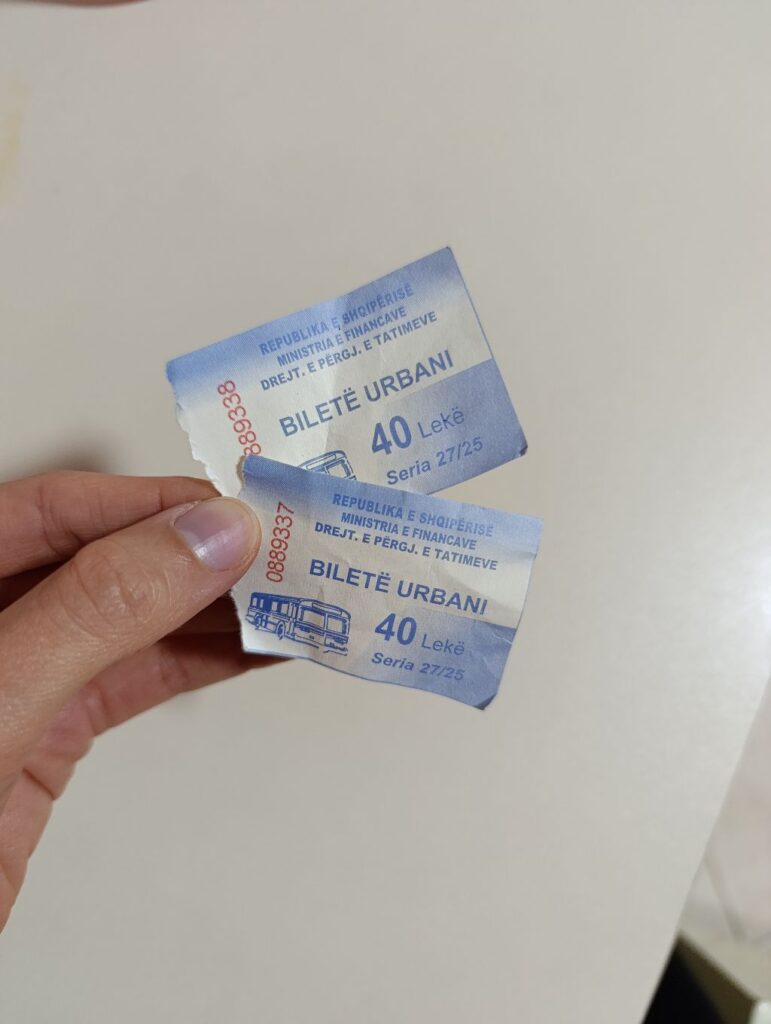 REPUBLIKA E SHQIPËRISË
MINISTRIA E FINANCAVE
DREJT. E PËRGJ. E TATIMEVE
889338
BILETË URBANI
40 Lekë
Seria 27/25
REPUBLIKA E SHQIPËRISË
MINISTRIA E FINANCAVE
DREJT. E PËRGJ. E TATIMEVE
0889337
BILETË URBANI
40 Lekë
Seria 27/25